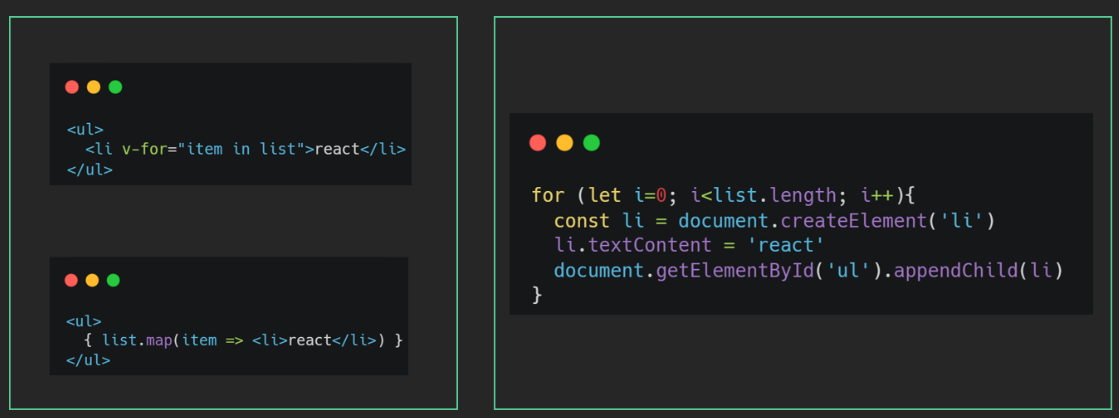 <ul>
  <li v-for="item in list">react</li>
</ul>
<ul>
  { list.map(item => <li>react</li>) }
</ul>
for (let i=0; i<list.length; i++){
  const li = document.createElement('li')
  li.textContent = 'react'
  document.getElementById('ul').appendChild(li)
}